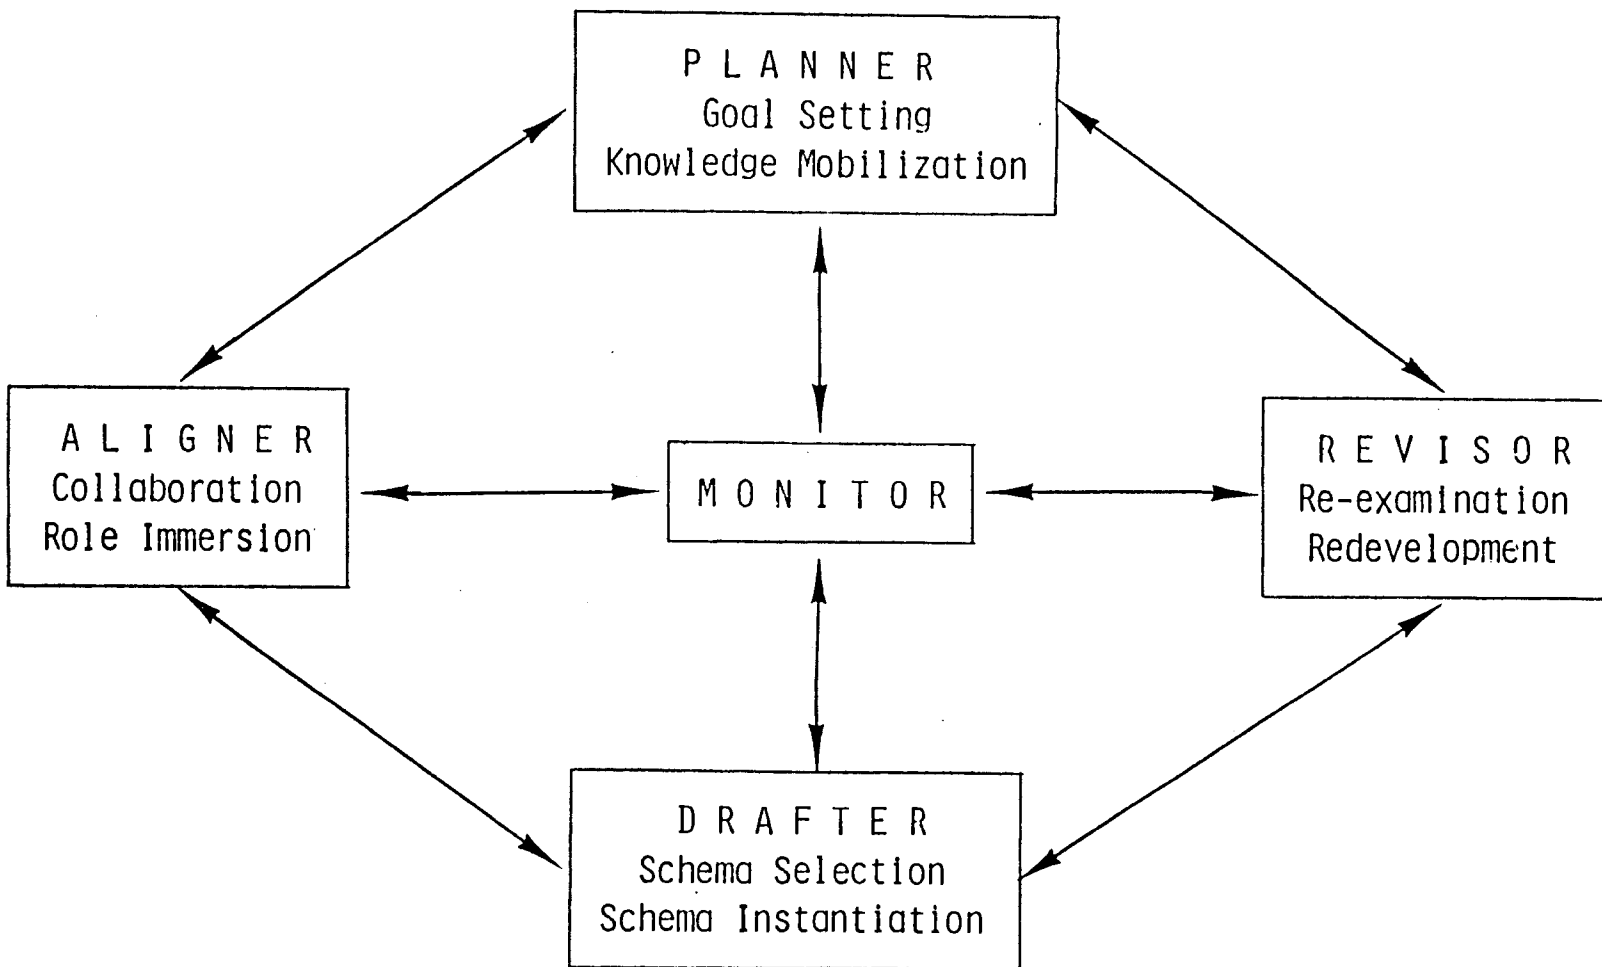 PLANNER
Goal Setting
Knowledge Mobilization
ALIGNER
Collaboration
Role Immersion
MONITOR
REVISOR
Re-examination
Redevelopment
DRAFTER
Schema Selection
Schema Instantiation